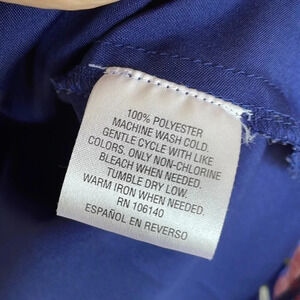 100% POLYESTER
MACHINE WASH COLD.
GENTLE CYCLE WITH LIKE
COLORS. ONLY NON-CHLORINE
BLEACH WHEN NEEDED.
TUMBLE DRY LOW.
WARM IRON WHEN NEEDED.
RN 106140
ESPAÑOL EN REVERSO